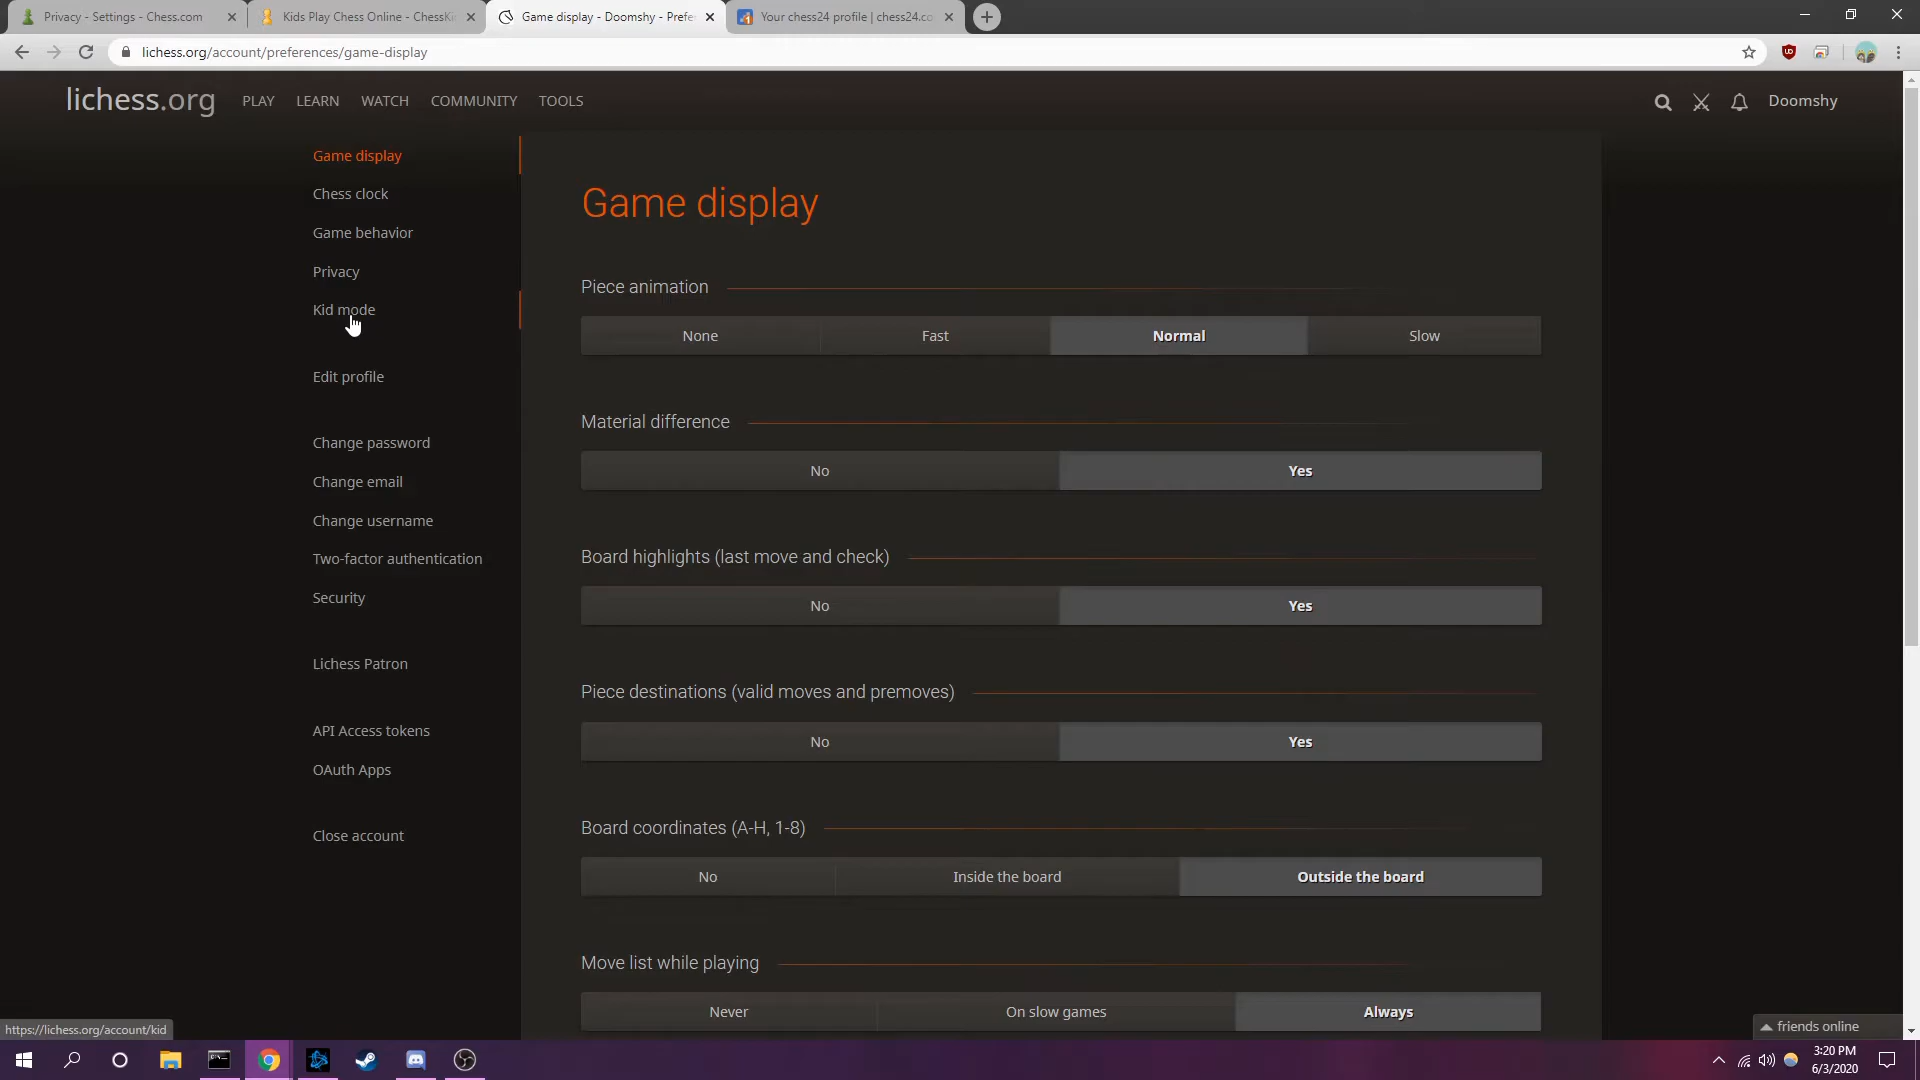 Privacy - Settings - Chess.com
Kids Play Chess Online - ChessKi
Game display - Doomshy - Prefe
Your chess24 profile | chess24.co
lichess.org/account/preferences/game-display
lichess.org PLAY LEARN WATCH COMMUNITY TOOLS Doomshy
Game display
Chess clock
Game behavior
Privacy
Kid mode
Edit profile
Change password
Change email
Change username
Two-factor authentication
Security
Lichess Patron
API Access tokens
OAuth Apps
Close account
Game display
Piece animation
None Fast Normal Slow
Material difference
No Yes
Board highlights (last move and check)
No Yes
Piece destinations (valid moves and premoves)
No Yes
Board coordinates (A-H, 1-8)
No Inside the board Outside the board
Move list while playing
Never On slow games Always
https://lichess.org/account/kid
friends online
3:20 PM
6/3/2020